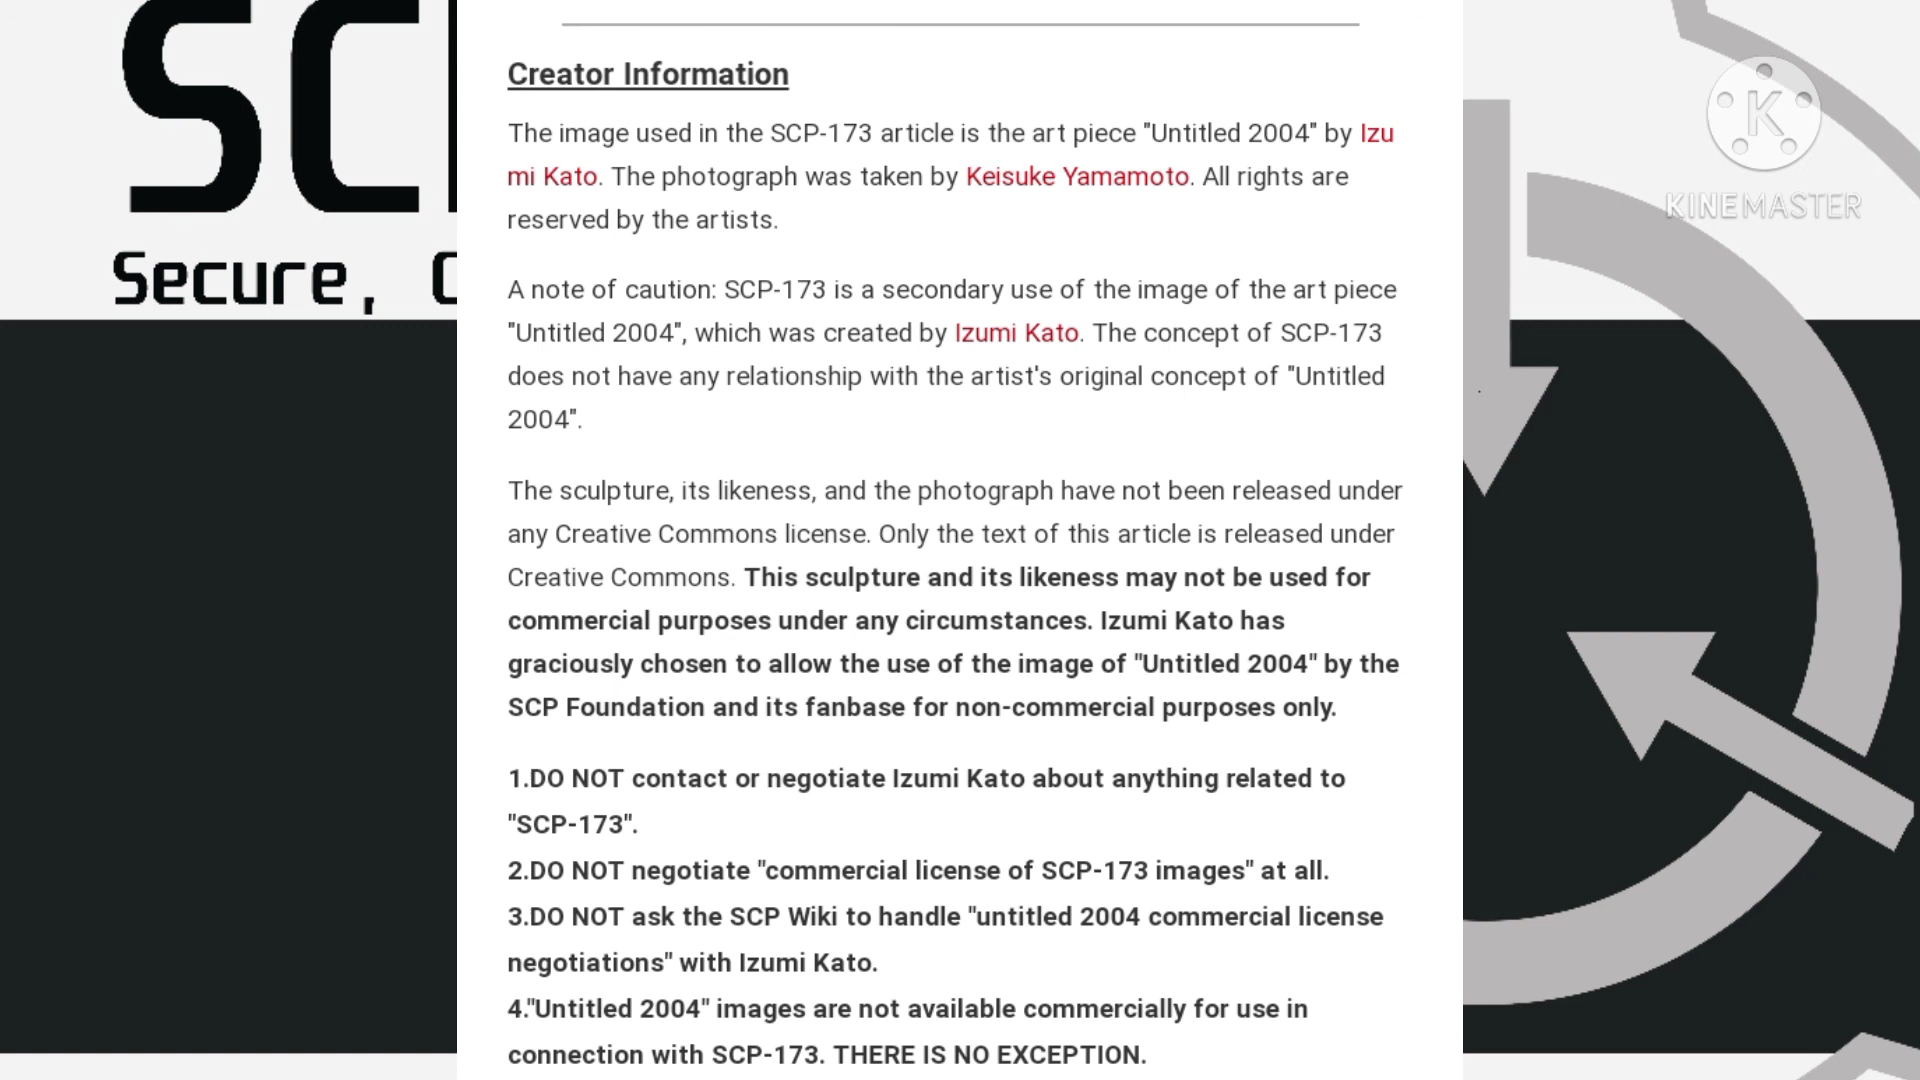 SC
Secure, C
Creator Information
The image used in the SCP-173 article is the art piece "Untitled 2004" by Izu
mi Kato. The photograph was taken by Keisuke Yamamoto. All rights are
reserved by the artists.
A note of caution: SCP-173 is a secondary use of the image of the art piece
"Untitled 2004", which was created by Izumi Kato. The concept of SCP-173
does not have any relationship with the artist's original concept of "Untitled
2004".
The sculpture, its likeness, and the photograph have not been released under
any Creative Commons license. Only the text of this article is released under
Creative Commons. This sculpture and its likeness may not be used for
commercial purposes under any circumstances. Izumi Kato has
graciously chosen to allow the use of the image of "Untitled 2004" by the
SCP Foundation and its fanbase for non-commercial purposes only.
1.DO NOT contact or negotiate Izumi Kato about anything related to
"SCP-173".
2.DO NOT negotiate "commercial license of SCP-173 images" at all.
3.DO NOT ask the SCP Wiki to handle "untitled 2004 commercial license
negotiations" with Izumi Kato.
4."Untitled 2004" images are not available commercially for use in
connection with SCP-173. THERE IS NO EXCEPTION.
K
KINEMASTER